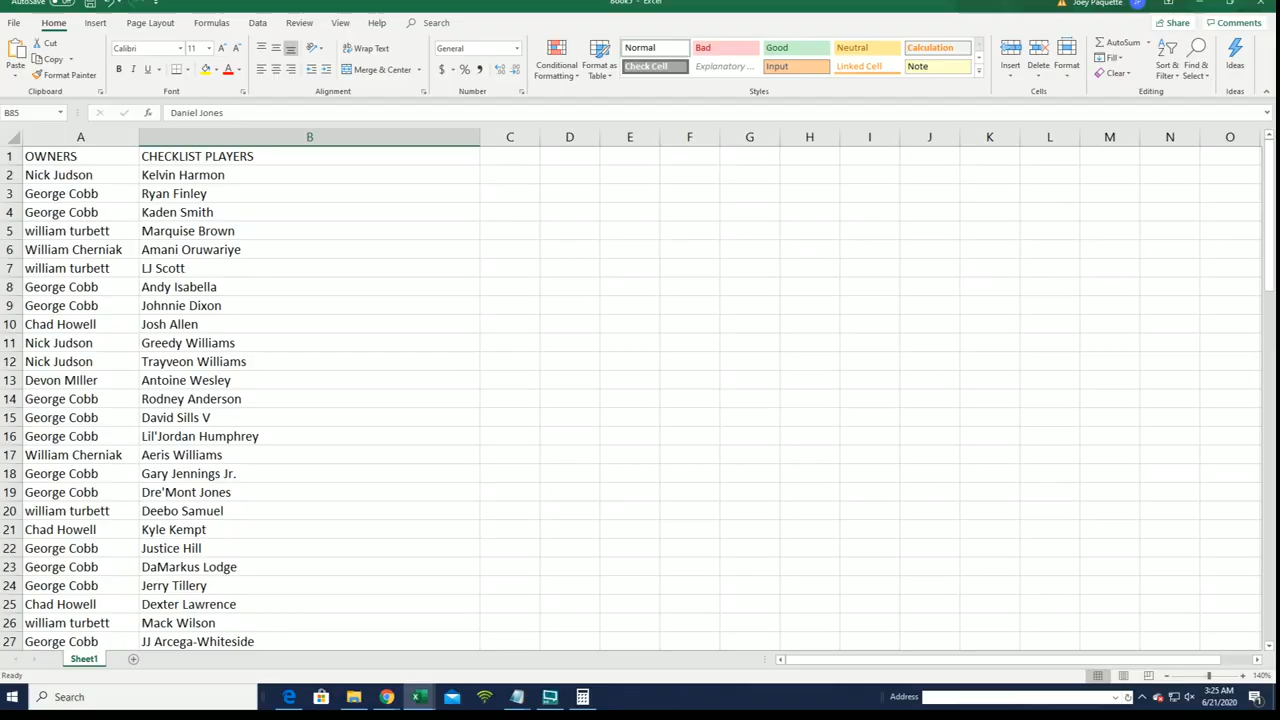 AutoSave Off Book5 - Excel Joey Paquette JP
File Home Insert Page Layout Formulas Data Review View Help Search Share Comments
Paste Cut Copy Format Painter Clipboard
Calibri 11 Font
Wrap Text Merge & Center Alignment
General Number
Conditional Formatting Format as Table
Normal Bad Good Neutral Calculation
Check Cell Explanatory ... Input Linked Cell Note
Styles
Insert Delete Format Cells
AutoSum Fill Clear Sort & Filter Find & Select Editing
Ideas Ideas
B85 fx Daniel Jones
A B C D E F G H I J K L M N O
1 OWNERS CHECKLIST PLAYERS
2 Nick Judson Kelvin Harmon
3 George Cobb Ryan Finley
4 George Cobb Kaden Smith
5 william turbett Marquise Brown
6 William Cherniak Amani Oruwariye
7 william turbett LJ Scott
8 George Cobb Andy Isabella
9 George Cobb Johnnie Dixon
10 Chad Howell Josh Allen
11 Nick Judson Greedy Williams
12 Nick Judson Trayveon Williams
13 Devon MIller Antoine Wesley
14 George Cobb Rodney Anderson
15 George Cobb David Sills V
16 George Cobb Lil'Jordan Humphrey
17 William Cherniak Aeris Williams
18 George Cobb Gary Jennings Jr.
19 George Cobb Dre'Mont Jones
20 william turbett Deebo Samuel
21 Chad Howell Kyle Kempt
22 George Cobb Justice Hill
23 George Cobb DaMarkus Lodge
24 George Cobb Jerry Tillery
25 Chad Howell Dexter Lawrence
26 william turbett Mack Wilson
27 George Cobb JJ Arcega-Whiteside
Sheet1
Ready 140%
Search Address 3:25 AM
6/21/2020